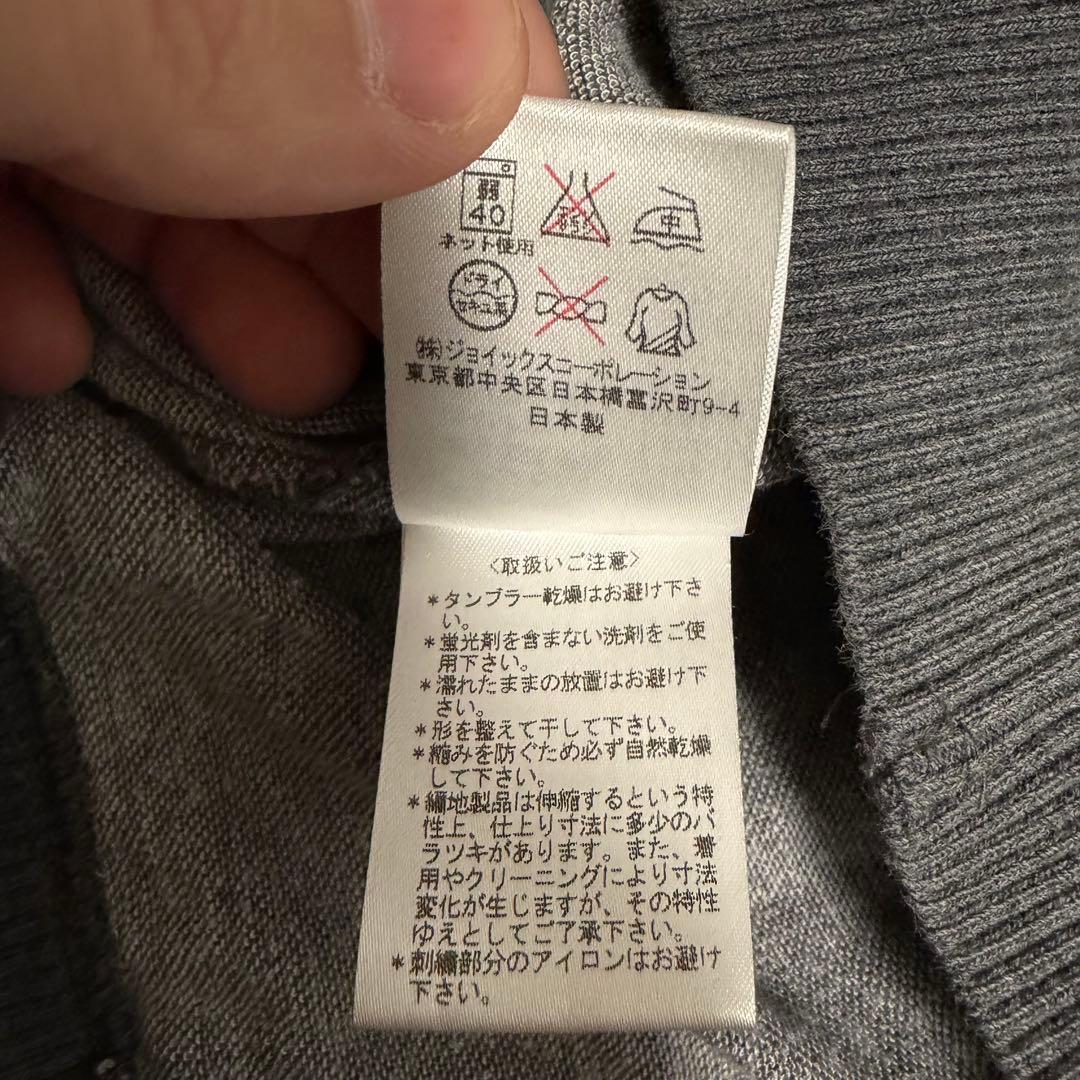 弱
40
ネット使用
中
ドライ
(株)ジョイックスコーポレーション
東京都中央区日本橋富沢町9-4
日本製
〈取扱いご注意〉
*タンブラー乾燥はお避け下さ
い。
*蛍光剤を含まない洗剤をご使
用下さい。
*濡れたままの放置はお避け下
さい。
*形を整えて干して下さい。
*縮みを防ぐため必ず自然乾燥
して下さい。
*編地製品は伸縮するという特
性上、仕上り寸法に多少のバ
ラツキがあります。また、着
用やクリーニングにより寸法
変化が生じますが、その特性
ゆえとしてご了承下さい。
*刺繍部分のアイロンはお避け
下さい。